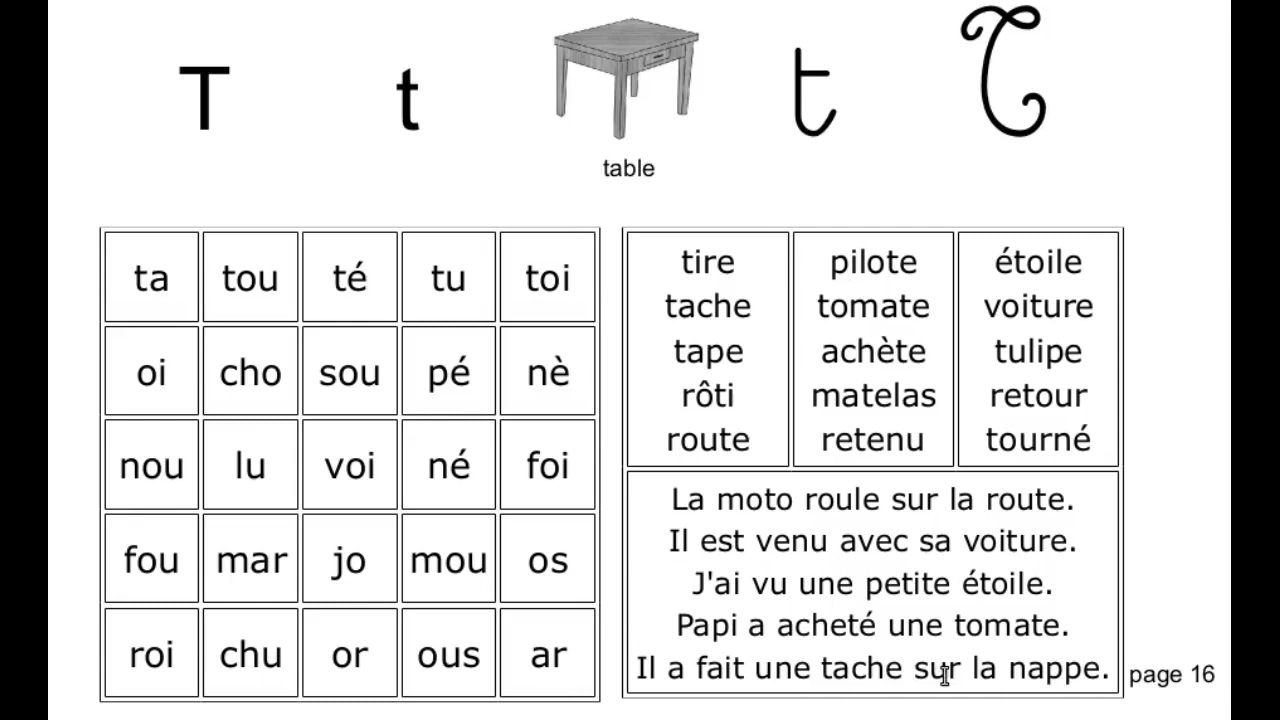 T t t T
table
ta tou té tu toi
oi cho sou pé nè
nou lu voi né foi
fou mar jo mou os
roi chu or ous ar
tire pilote étoile
tache tomate voiture
tape achète tulipe
rôti matelas retour
route retenu tourné
La moto roule sur la route.
Il est venu avec sa voiture.
J'ai vu une petite étoile.
Papi a acheté une tomate.
Il a fait une tache sur la nappe.
page 16